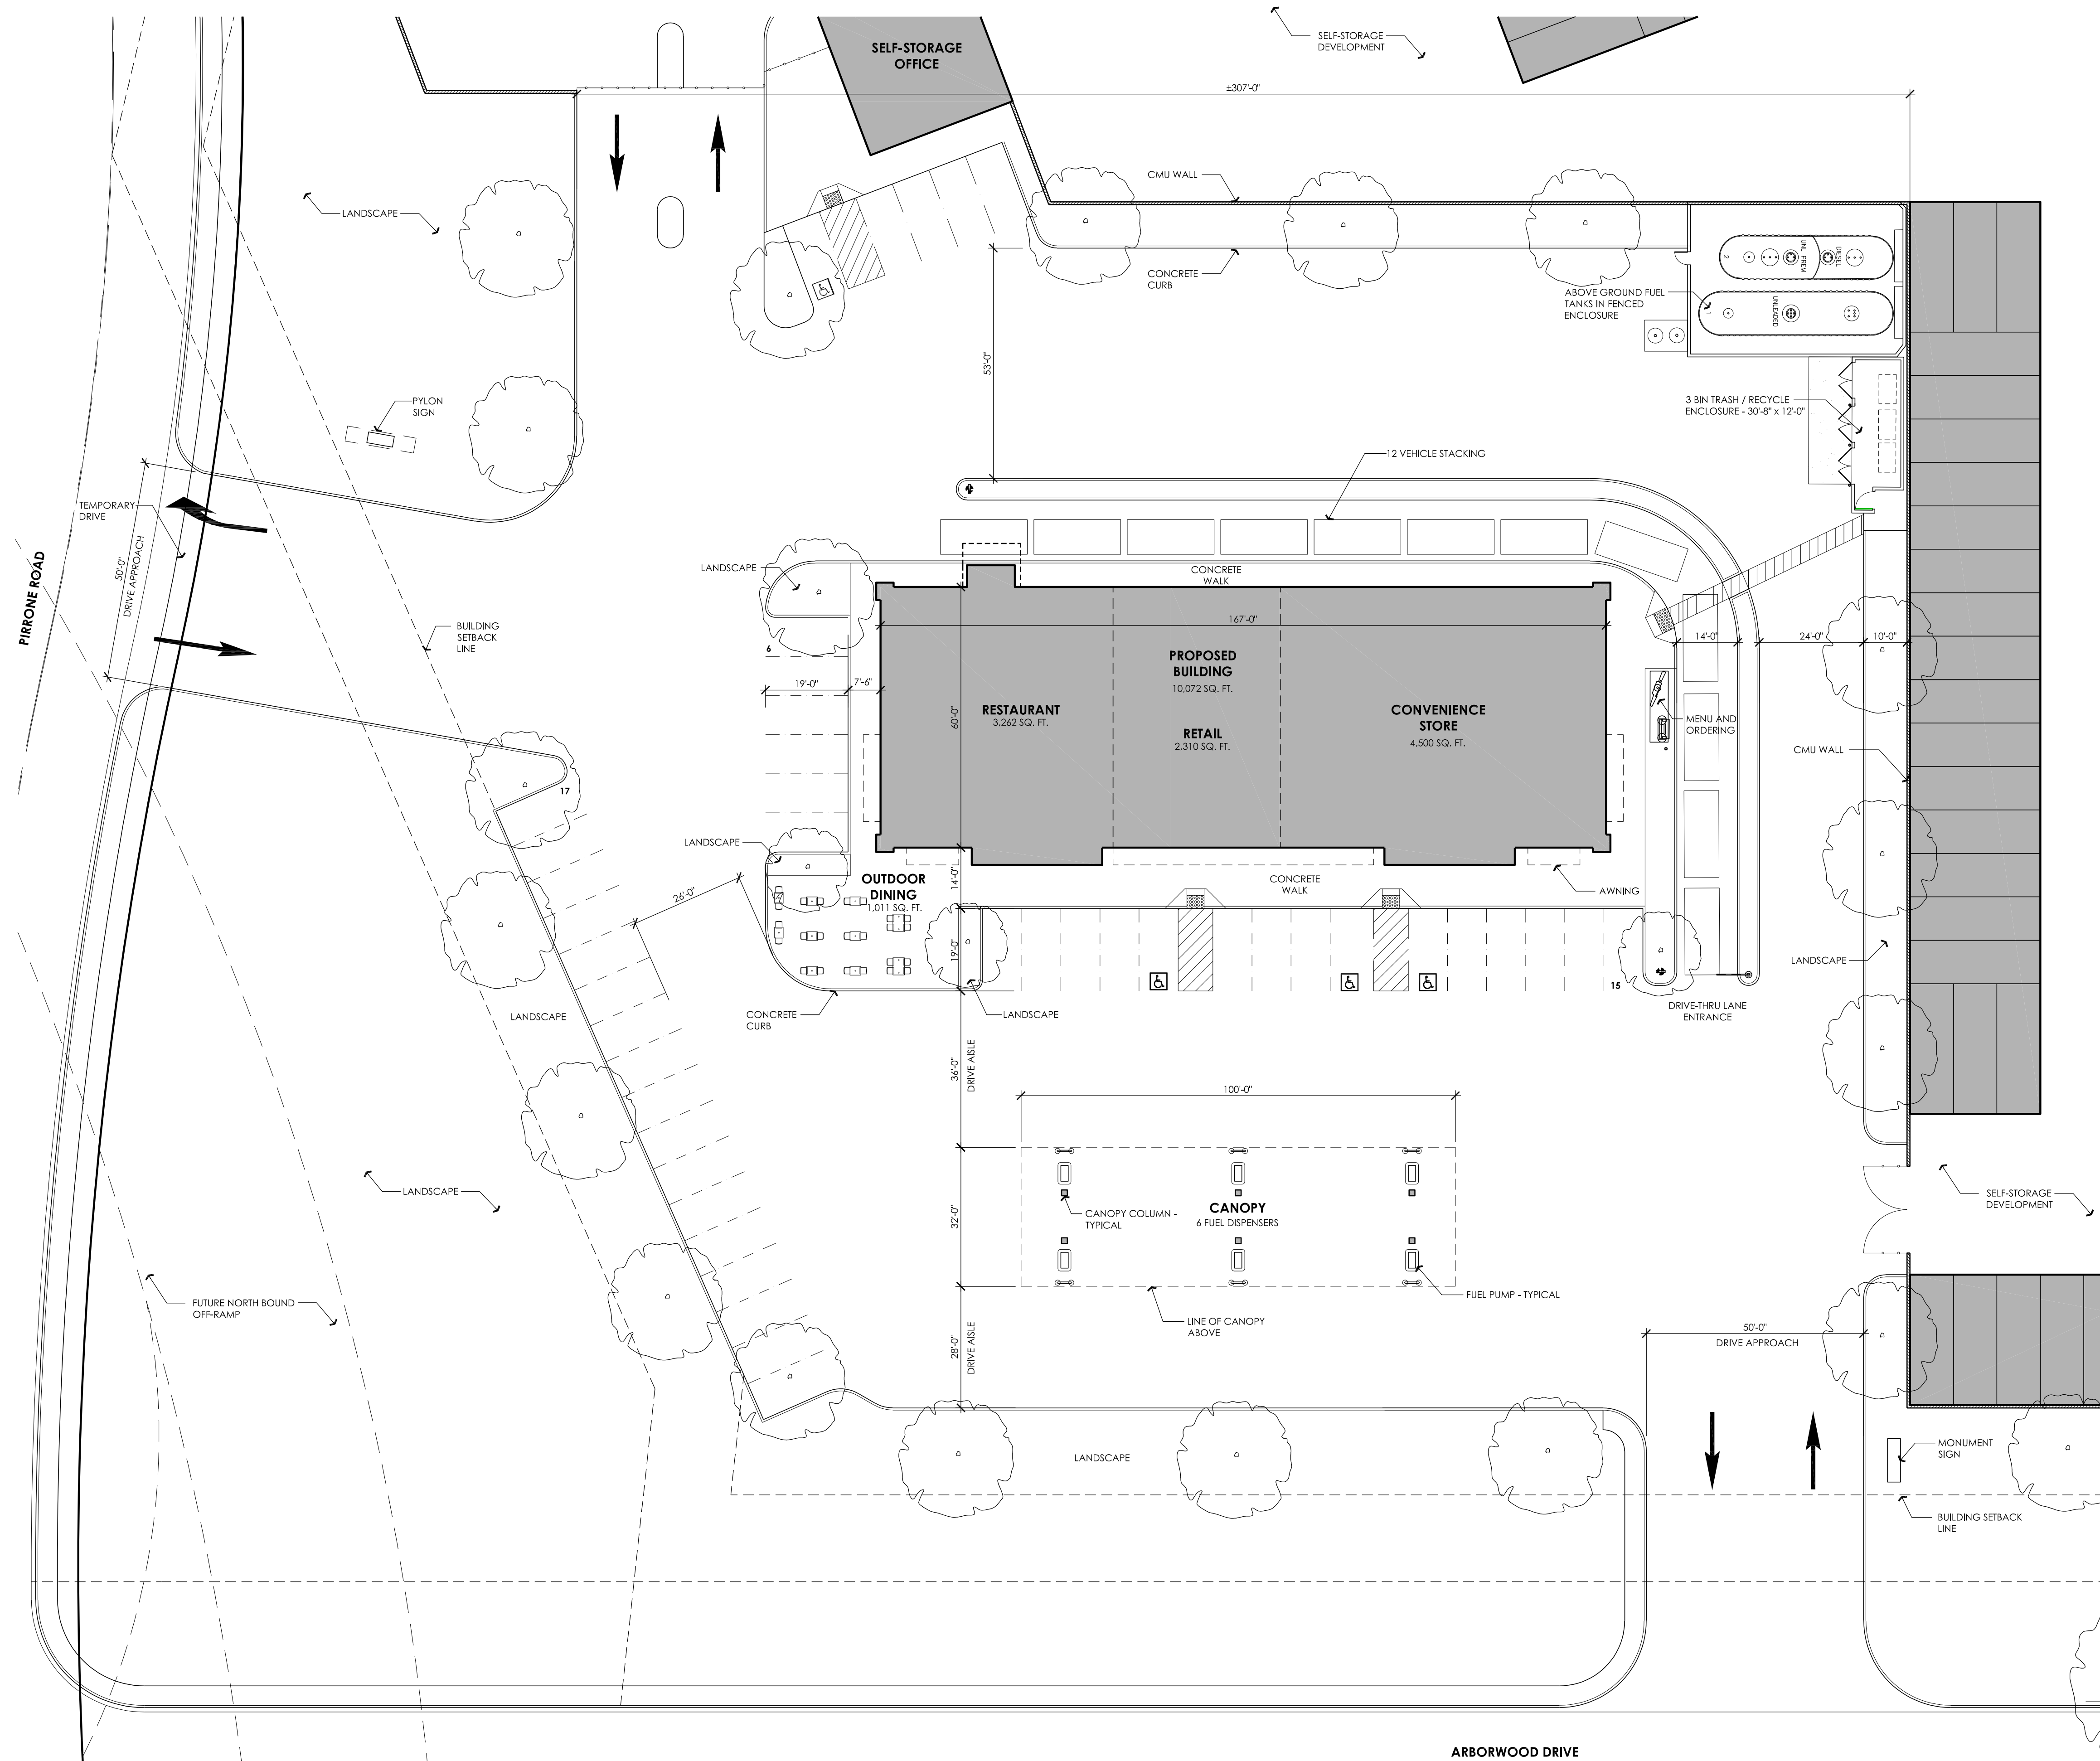 SELF-STORAGE
OFFICE
SELF-STORAGE
DEVELOPMENT
±307'-0"
CMU WALL
LANDSCAPE
CONCRETE
CURB
ABOVE GROUND FUEL
TANKS IN FENCED
ENCLOSURE
2
UNL PREM
DIESEL
1
UNLEADED
53'-0"
PYLON
SIGN
3 BIN TRASH / RECYCLE
ENCLOSURE - 30'-8" x 12'-0"
12 VEHICLE STACKING
TEMPORARY
DRIVE
50'-0"
DRIVE APPROACH
PIRRONE ROAD
LANDSCAPE
CONCRETE
WALK
BUILDING
SETBACK
LINE
6
167'-0"
14'-0"
24'-0"
10'-0"
PROPOSED
BUILDING
10,072 SQ. FT.
19'-0"
7'-6"
60'-0"
RESTAURANT
3,262 SQ. FT.
RETAIL
2,310 SQ. FT.
CONVENIENCE
STORE
4,500 SQ. FT.
MENU AND
ORDERING
CMU WALL
17
LANDSCAPE
OUTDOOR
DINING
1,011 SQ. FT.
14'-0"
CONCRETE
WALK
AWNING
26'-0"
19'-0"
LANDSCAPE
15
LANDSCAPE
CONCRETE
CURB
LANDSCAPE
DRIVE-THRU LANE
ENTRANCE
36'-0"
DRIVE AISLE
100'-0"
LANDSCAPE
32'-0"
CANOPY COLUMN -
TYPICAL
CANOPY
6 FUEL DISPENSERS
SELF-STORAGE
DEVELOPMENT
FUTURE NORTH BOUND
OFF-RAMP
FUEL PUMP - TYPICAL
LINE OF CANOPY
ABOVE
28'-0"
DRIVE AISLE
50'-0"
DRIVE APPROACH
LANDSCAPE
MONUMENT
SIGN
BUILDING SETBACK
LINE
ARBORWOOD DRIVE